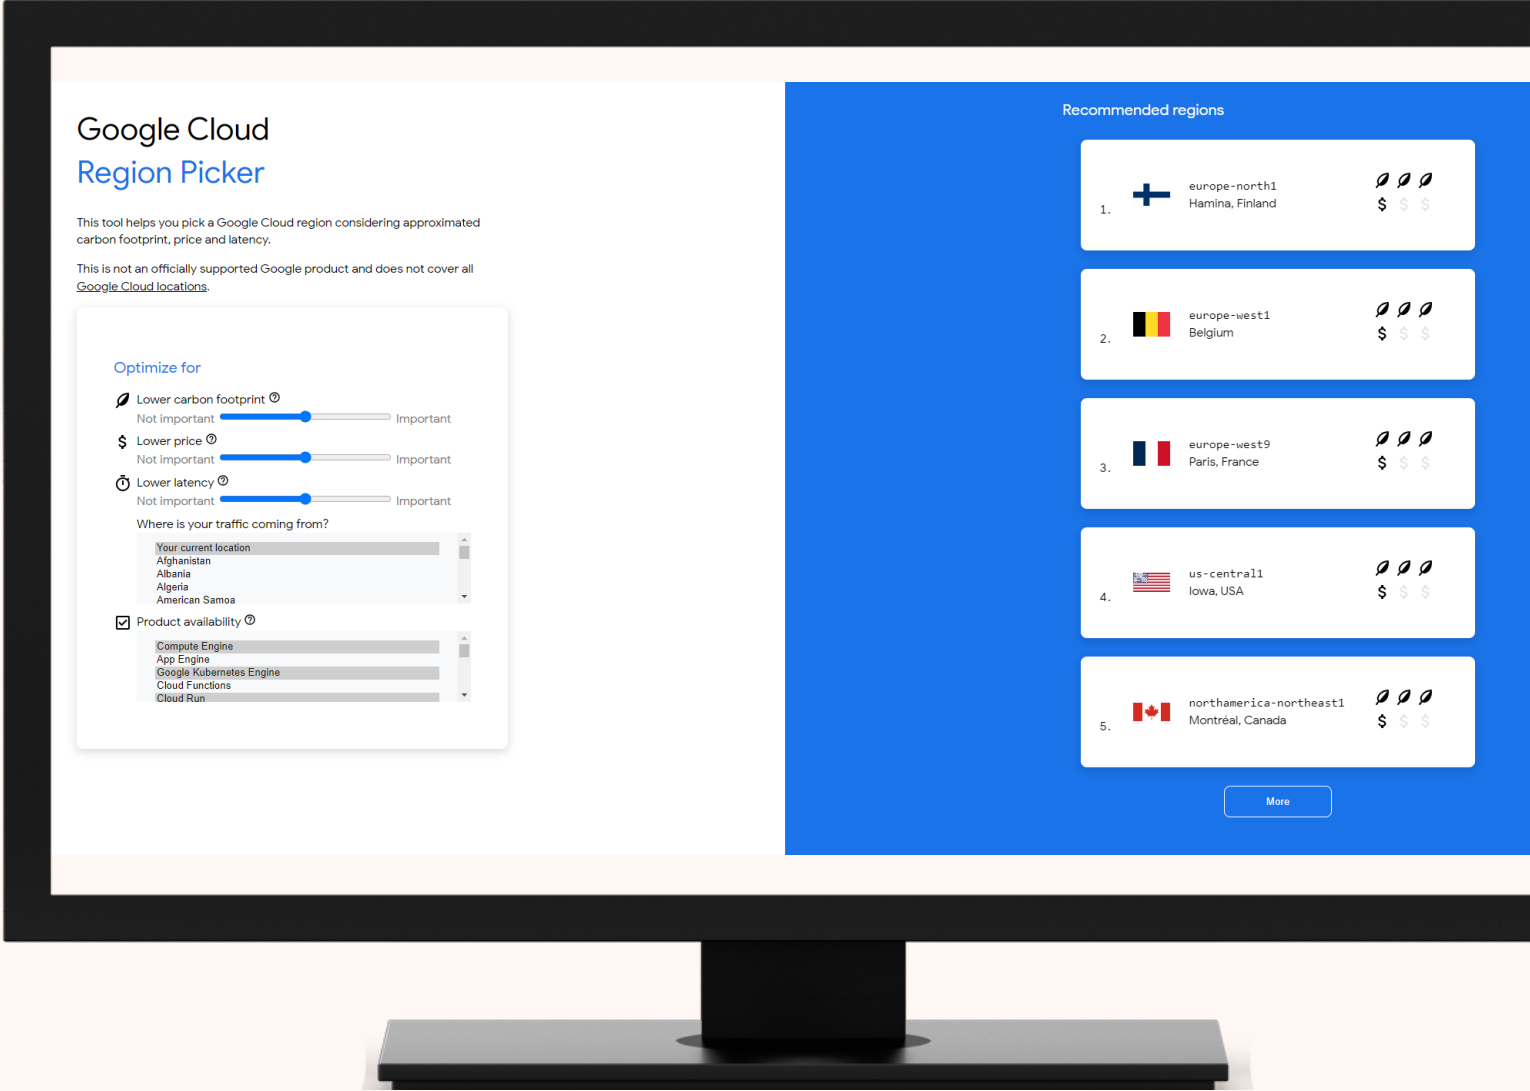 Google Cloud
Region Picker
This tool helps you pick a Google Cloud region considering approximated
carbon footprint, price and latency.
This is not an officially supported Google product and does not cover all
Google Cloud locations.
Optimize for
Lower carbon footprint
Not important Important
$ Lower price
Not important Important
Lower latency
Not important Important
Where is your traffic coming from?
Your current location
Afghanistan
Albania
Algeria
American Samoa
Product availability
Compute Engine
App Engine
Google Kubernetes Engine
Cloud Functions
Cloud Run
Recommended regions
1. europe-north1
Hamina, Finland
$ $ $
2. europe-west1
Belgium
$ $ $
3. europe-west9
Paris, France
$ $ $
4. us-central1
Iowa, USA
$ $ $
5. northamerica-northeast1
Montréal, Canada
$ $ $
More